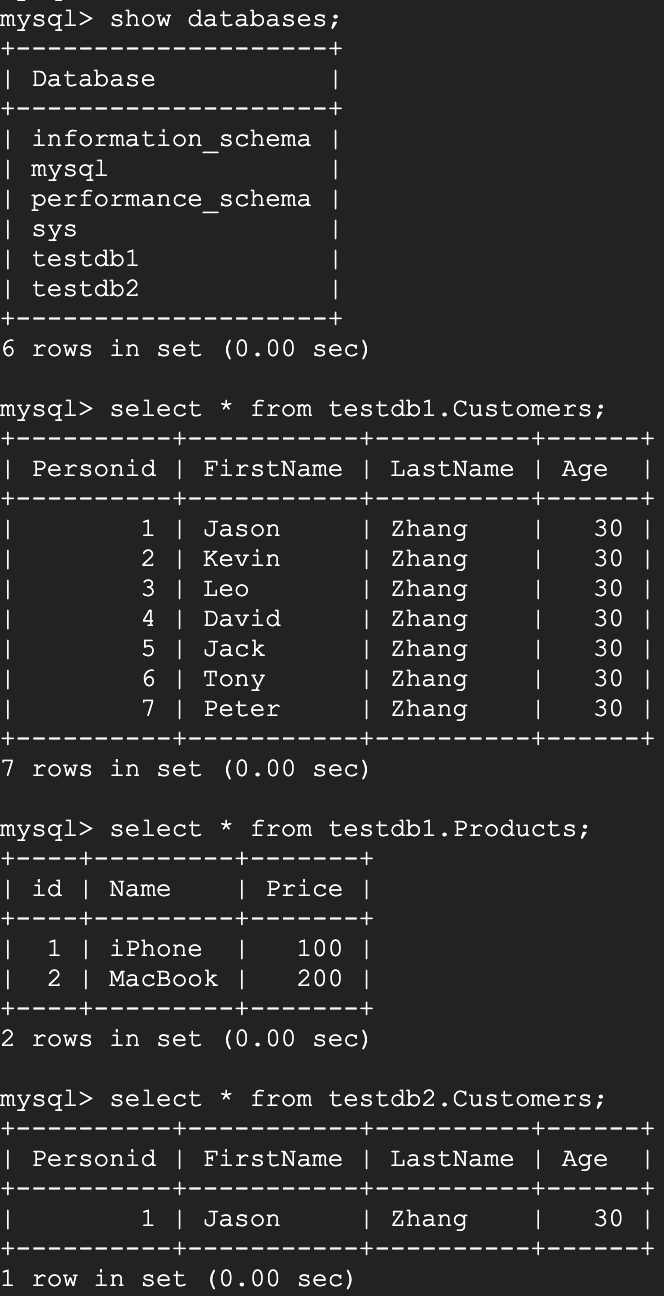 mysql> show databases;
+--------------------+
| Database           |
+--------------------+
| information_schema |
| mysql              |
| performance_schema |
| sys                |
| testdb1            |
| testdb2            |
+--------------------+
6 rows in set (0.00 sec)

mysql> select * from testdb1.Customers;
+----------+-----------+----------+------+
| Personid | FirstName | LastName | Age  |
+----------+-----------+----------+------+
|        1 | Jason     | Zhang    |   30 |
|        2 | Kevin     | Zhang    |   30 |
|        3 | Leo       | Zhang    |   30 |
|        4 | David     | Zhang    |   30 |
|        5 | Jack      | Zhang    |   30 |
|        6 | Tony      | Zhang    |   30 |
|        7 | Peter     | Zhang    |   30 |
+----------+-----------+----------+------+
7 rows in set (0.00 sec)

mysql> select * from testdb1.Products;
+----+---------+-------+
| id | Name    | Price |
+----+---------+-------+
|  1 | iPhone  |   100 |
|  2 | MacBook |   200 |
+----+---------+-------+
2 rows in set (0.00 sec)

mysql> select * from testdb2.Customers;
+----------+-----------+----------+------+
| Personid | FirstName | LastName | Age  |
+----------+-----------+----------+------+
|        1 | Jason     | Zhang    |   30 |
+----------+-----------+----------+------+
1 row in set (0.00 sec)